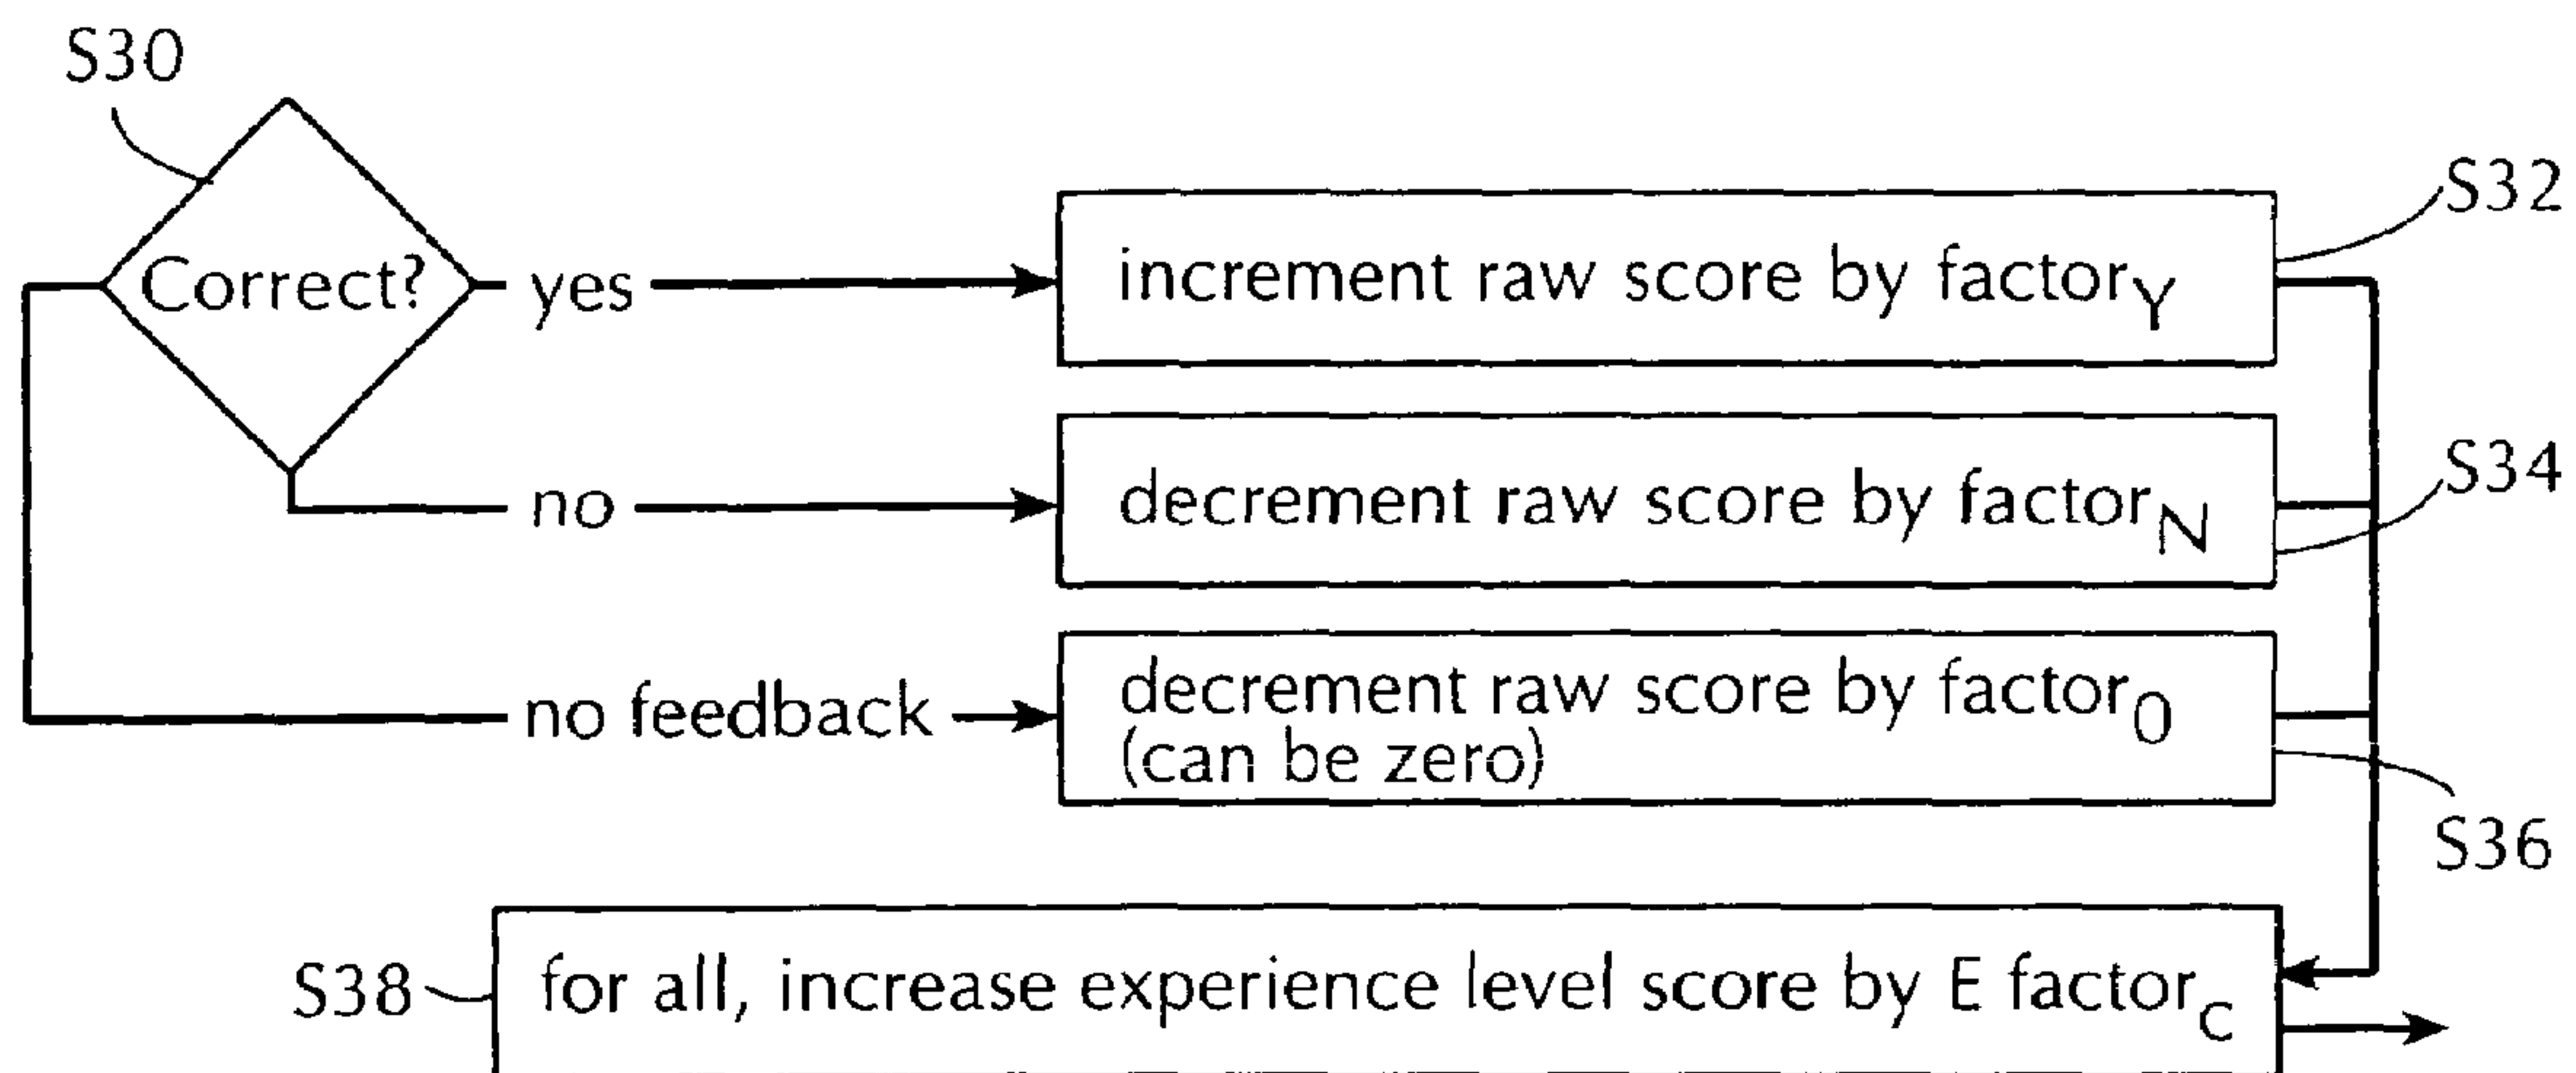 S30
Correct?
yes
increment raw score by factorY
S32
no
decrement raw score by factorN
S34
no feedback
decrement raw score by factor0
(can be zero)
S36
S38
for all, increase experience level score by E factorC